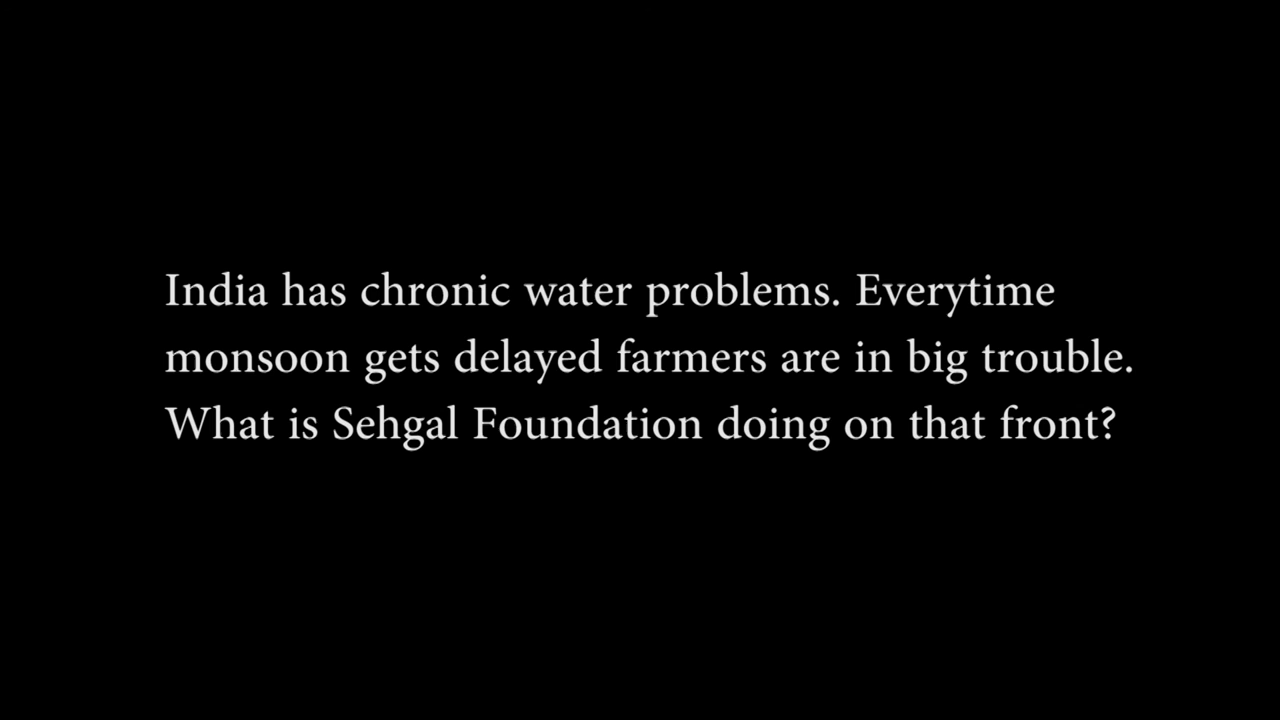 India has chronic water problems. Everytime
monsoon gets delayed farmers are in big trouble.
What is Sehgal Foundation doing on that front?